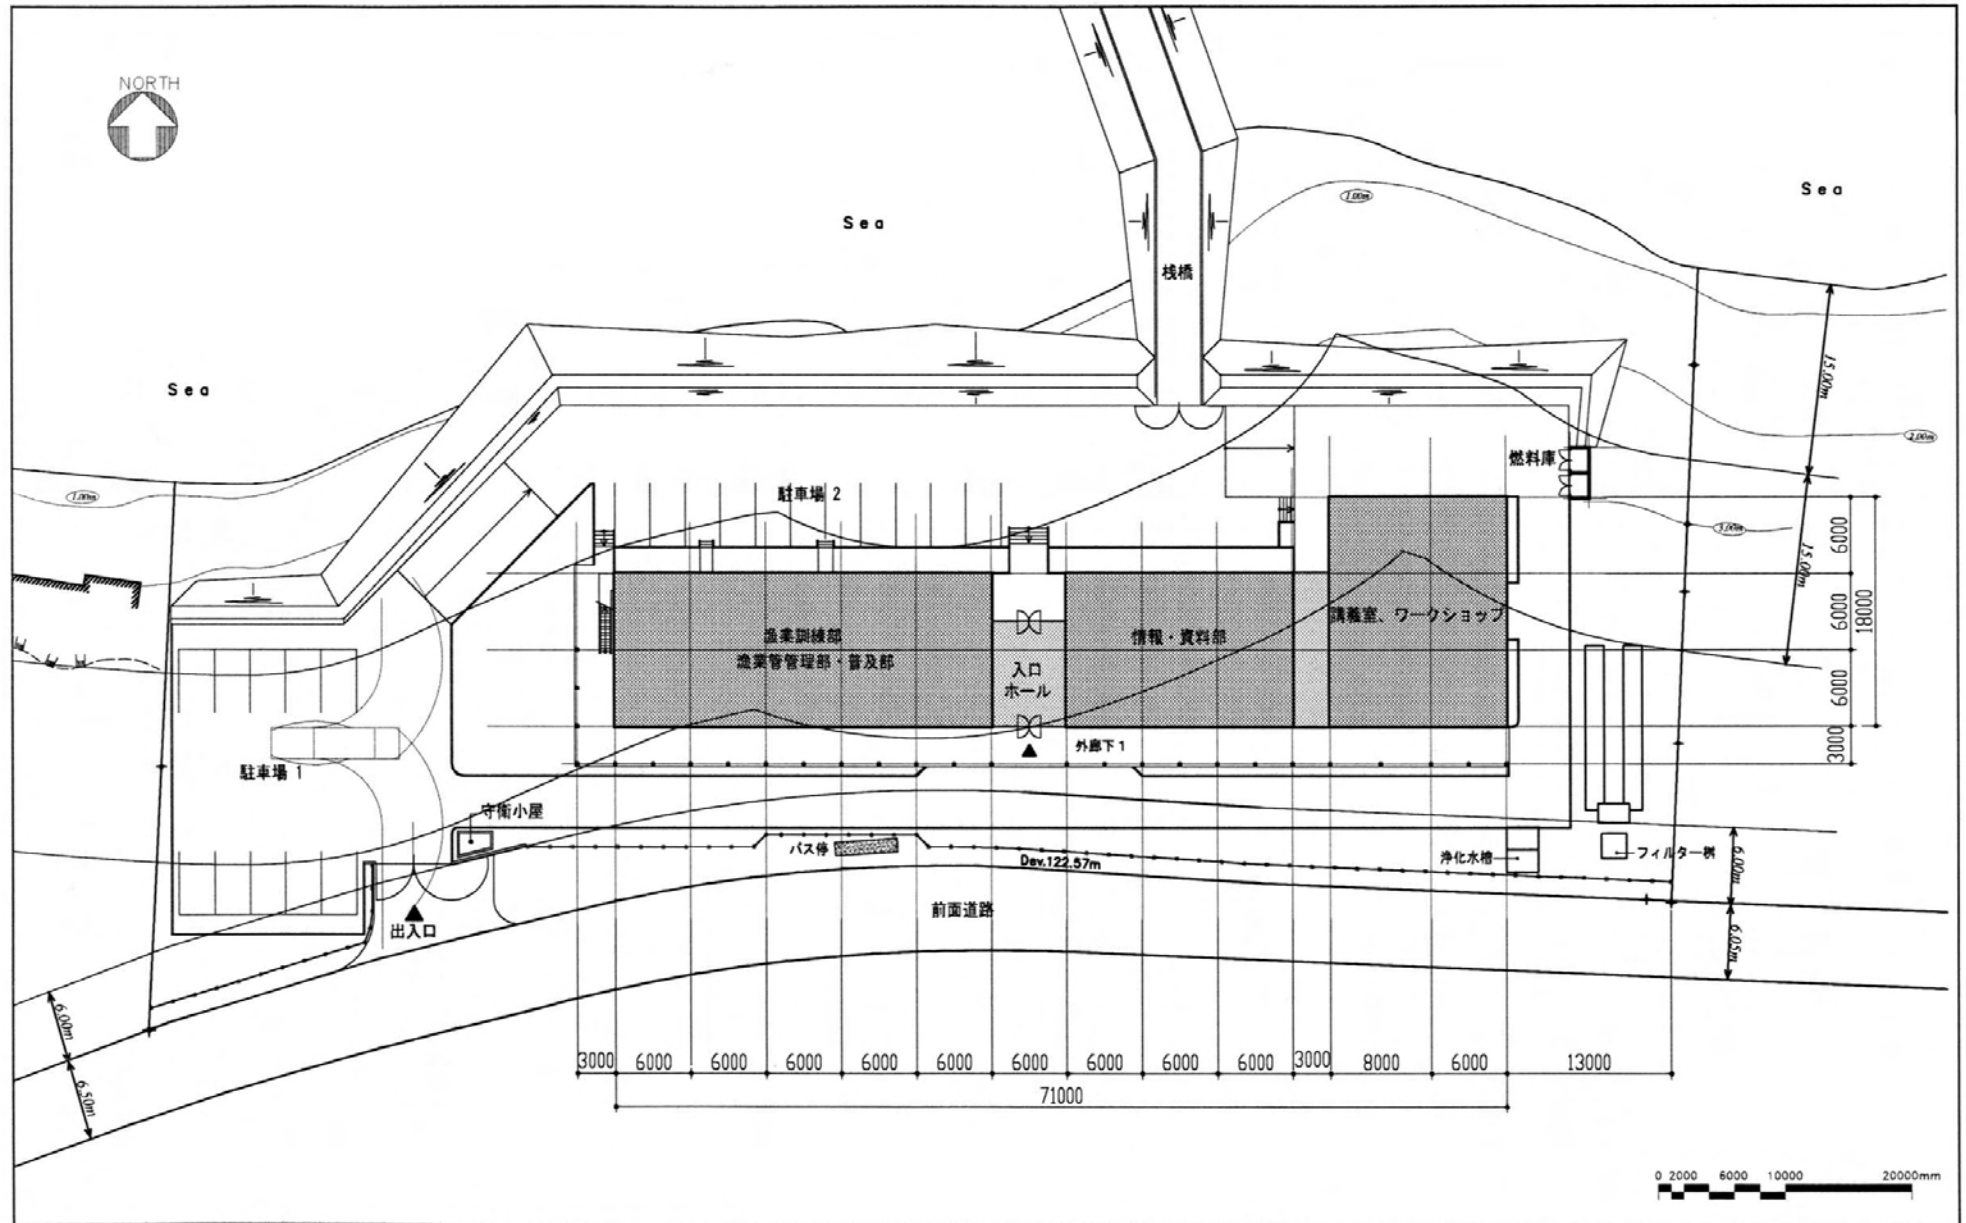 NORTH
Sea
Sea
Sea
1.00m
桟橋
15.00m
2.00m
燃料庫
駐車場 2
1.00m
3.00m
15.00m
6000
6000
6000
18000
3000
講義室、ワークショップ
漁業訓練部
漁業管管理部・普及部
情報・資料部
入口
ホール
外廊下 1
駐車場 1
守衛小屋
バス停
Dev.122.57m
浄化水槽
フィルター桝
6.00m
前面道路
出入口
6.05m
6.00m
6.50m
3000
6000
6000
6000
6000
6000
6000
6000
6000
6000
3000
8000
6000
13000
71000
0 2000 6000 10000 20000mm